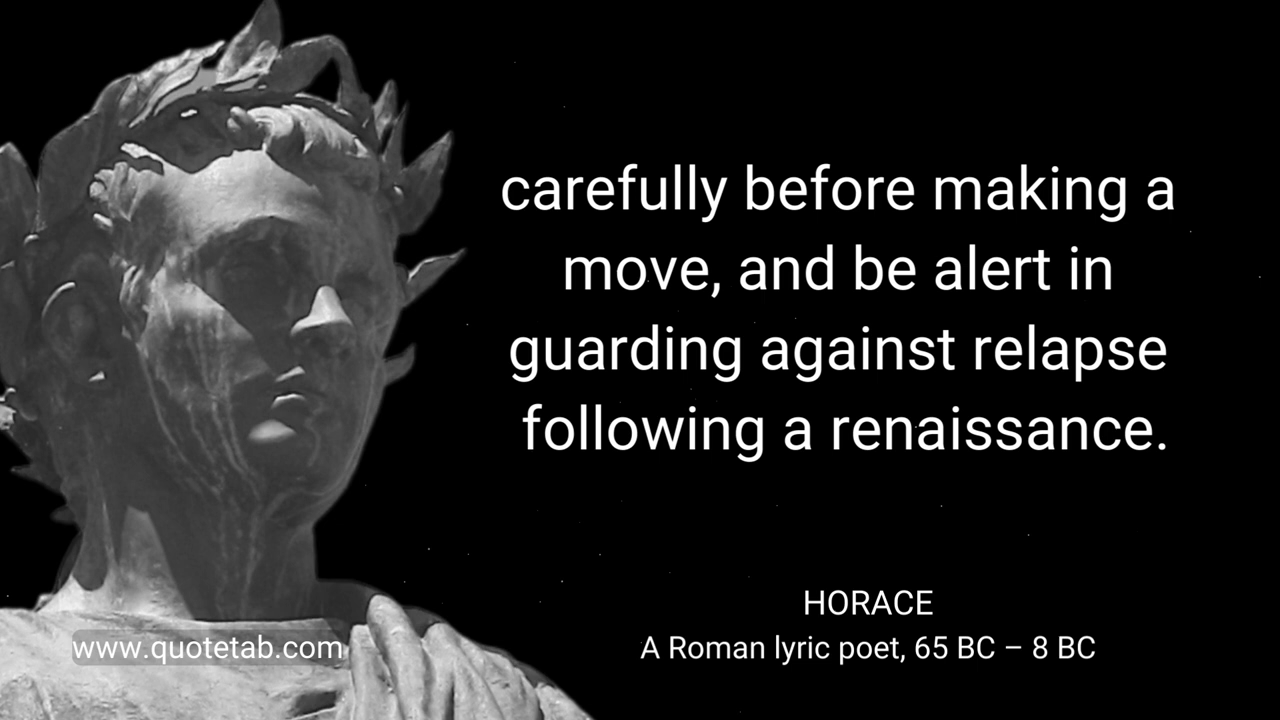 carefully before making a
move, and be alert in
guarding against relapse
following a renaissance.
HORACE
A Roman lyric poet, 65 BC – 8 BC
www.quotetab.com